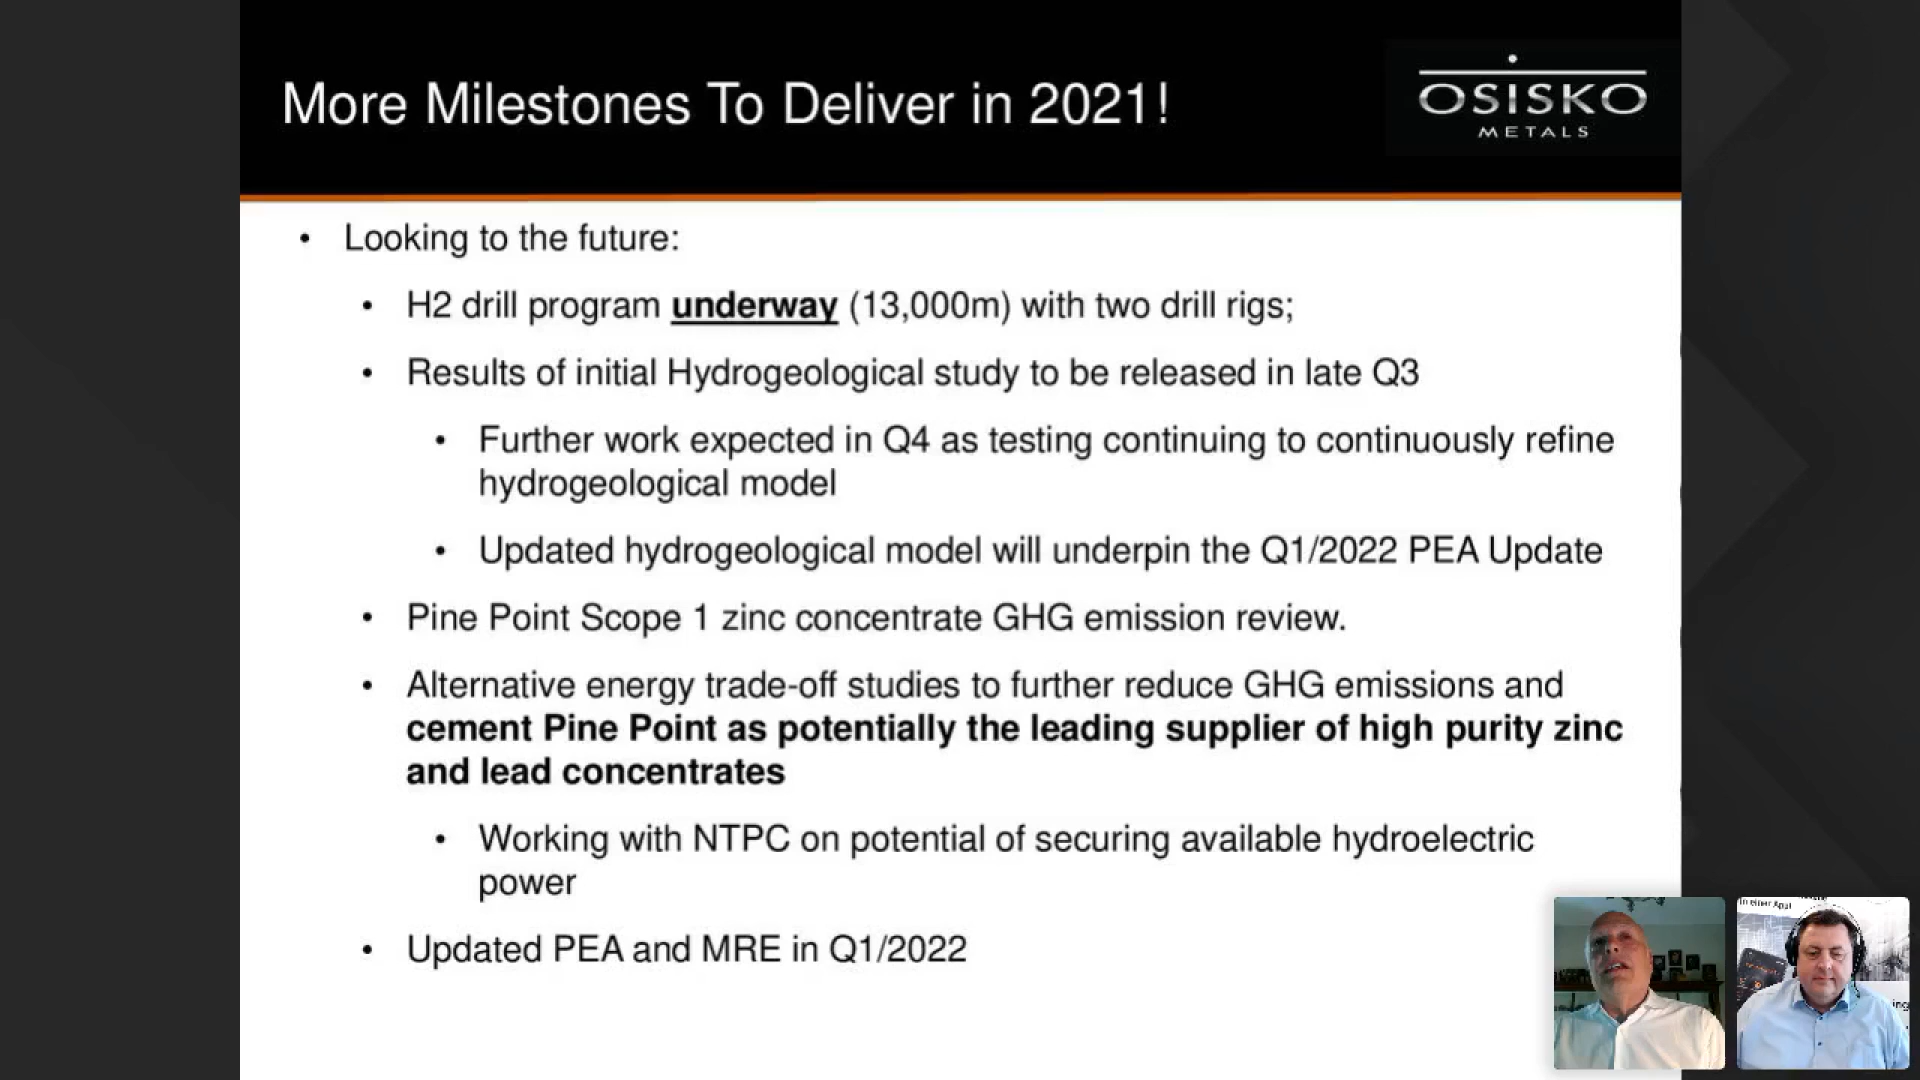 More Milestones To Deliver in 2021!
OSISKO
METALS
• Looking to the future:
• H2 drill program underway (13,000m) with two drill rigs;
• Results of initial Hydrogeological study to be released in late Q3
• Further work expected in Q4 as testing continuing to continuously refine
hydrogeological model
• Updated hydrogeological model will underpin the Q1/2022 PEA Update
• Pine Point Scope 1 zinc concentrate GHG emission review.
• Alternative energy trade-off studies to further reduce GHG emissions and
cement Pine Point as potentially the leading supplier of high purity zinc
and lead concentrates
• Working with NTPC on potential of securing available hydroelectric
power
• Updated PEA and MRE in Q1/2022
in einer App!